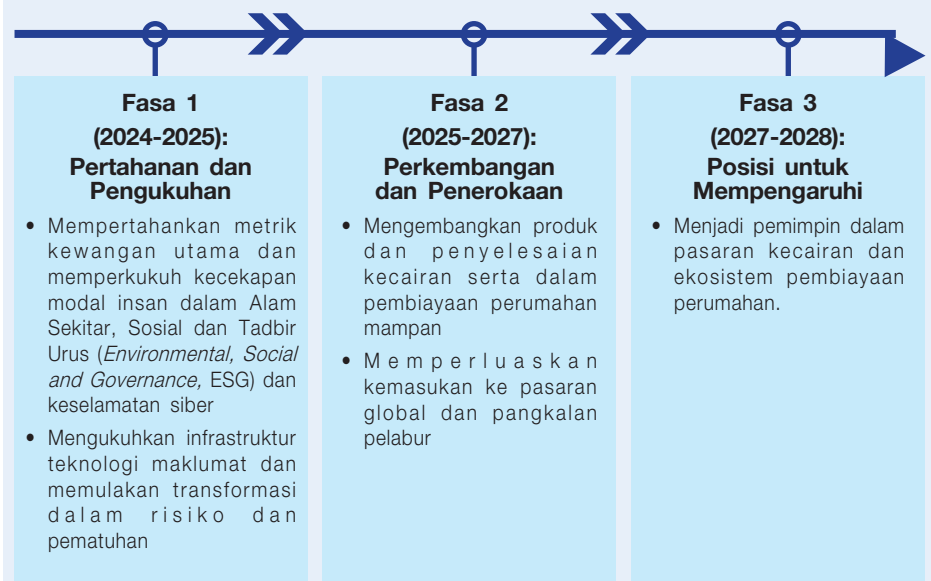 Fasa 1
(2024-2025):
Pertahanan dan
Pengukuhan
• Mempertahankan metrik
kewangan utama dan
memperkukuh kecekapan
modal insan dalam Alam
Sekitar, Sosial dan Tadbir
Urus (Environmental, Social
and Governance, ESG) dan
keselamatan siber
• Mengukuhkan infrastruktur
teknologi maklumat dan
memulakan transformasi
dalam risiko dan
pematuhan
Fasa 2
(2025-2027):
Perkembangan
dan Penerokaan
• Mengembangkan produk
dan penyelesaian
kecairan serta dalam
pembiayaan perumahan
mampan
• Memperluaskan
kemasukan ke pasaran
global dan pangkalan
pelabur
Fasa 3
(2027-2028):
Posisi untuk
Mempengaruhi
• Menjadi pemimpin dalam
pasaran kecairan dan
ekosistem pembiayaan
perumahan.